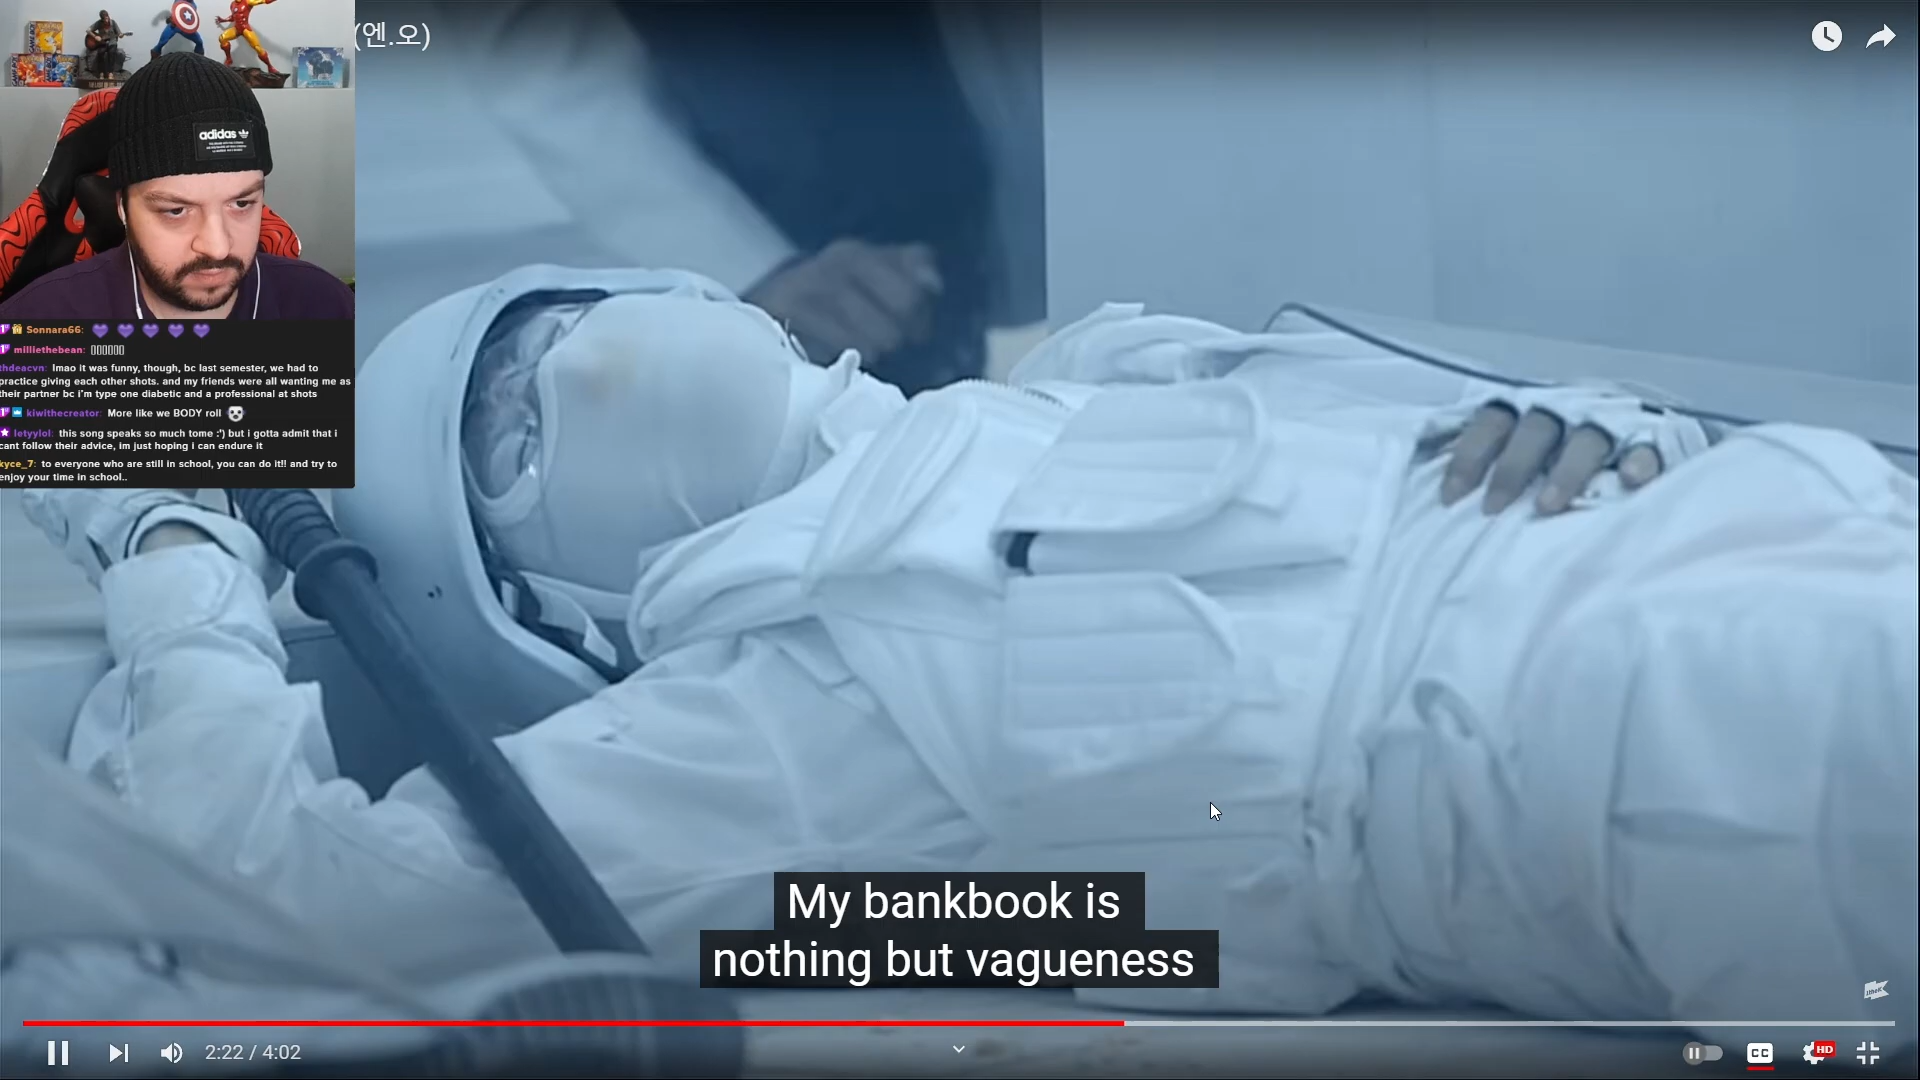 (엔.오)
adidas
Sonnara66:
milliethebean:
thdeacvn: lmao it was funny, though, bc last semester, we had to
practice giving each other shots. and my friends were all wanting me as
their partner bc i'm type one diabetic and a professional at shots
kiwithecreator: More like we BODY roll
letyylol: this song speaks so much tome :') but i gotta admit that i
cant follow their advice, im just hoping i can endure it
kyce_7: to everyone who are still in school, you can do it!! and try to
enjoy your time in school..
My bankbook is
nothing but vagueness
2:22 / 4:02
CC
HD